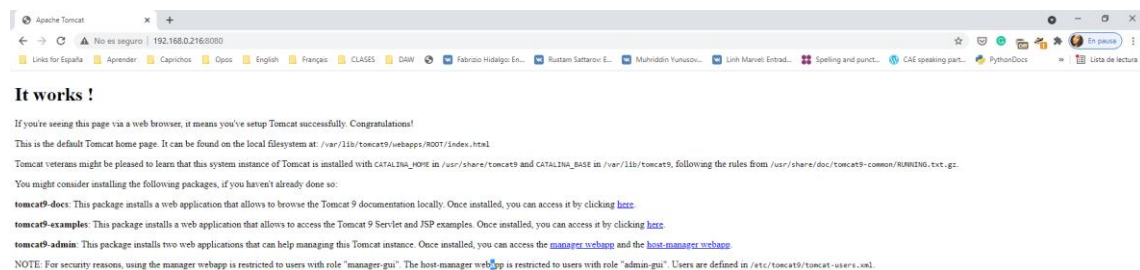 Apache Tomcat
No es seguro | 192.168.0.216:8080
En pausa
Links for España Aprender Caprichos Opos English Français CLASES DAW Fabrizio Hidalgo: En... Rustam Sattarov: E... Muhriddin Yunusov... Linh Marvel: Entrad... Spelling and punct... CAE speaking part... PythonDocs » Lista de lectura
It works !
If you're seeing this page via a web browser, it means you've setup Tomcat successfully. Congratulations!
This is the default Tomcat home page. It can be found on the local filesystem at: /var/lib/tomcat9/webapps/ROOT/index.html
Tomcat veterans might be pleased to learn that this system instance of Tomcat is installed with CATALINA_HOME in /usr/share/tomcat9 and CATALINA_BASE in /var/lib/tomcat9, following the rules from /usr/share/doc/tomcat9-common/RUNNING.txt.gz.
You might consider installing the following packages, if you haven't already done so:
tomcat9-docs: This package installs a web application that allows to browse the Tomcat 9 documentation locally. Once installed, you can access it by clicking here.
tomcat9-examples: This package installs a web application that allows to access the Tomcat 9 Servlet and JSP examples. Once installed, you can access it by clicking here.
tomcat9-admin: This package installs two web applications that can help managing this Tomcat instance. Once installed, you can access the manager webapp and the host-manager webapp.
NOTE: For security reasons, using the manager webapp is restricted to users with role "manager-gui". The host-manager webapp is restricted to users with role "admin-gui". Users are defined in /etc/tomcat9/tomcat-users.xml.